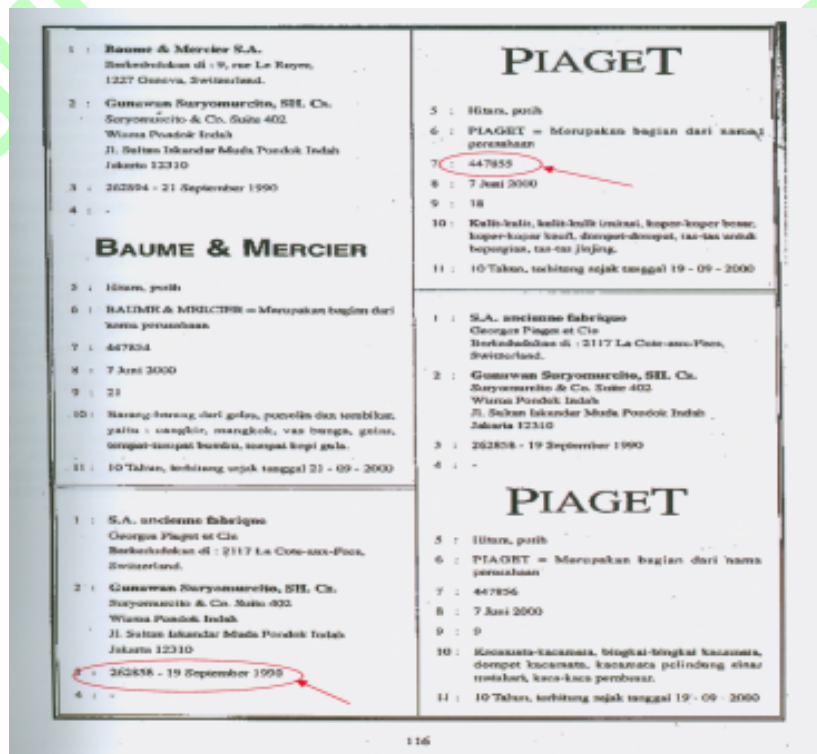 1 : Baume & Mercier S.A.
Berkedudukan di : 9, rue Le Royer,
1227 Geneva, Switzerland.
2 : Gunawan Suryomurcito, SH. Cs.
Suryomurcito & Co. Suite 402
Wisma Pondok Indah
Jl. Sultan Iskandar Muda Pondok Indah
Jakarta 12310
3 : 262894 - 21 September 1990
4 : -
BAUME & MERCIER
5 : Hitam, putih
6 : BAUME & MERCIER = Merupakan bagian dari
nama perusahaan
7 : 447854
8 : 7 Juni 2000
9 : 21
10 : Barang-barang dari gelas, porselin dan tembikar,
yaitu : cangkir, mangkok, vas bunga, gelas,
tempat-tempat bumbu, tempat kopi gula.
11 : 10 Tahun, terhitung sejak tanggal 21 - 09 - 2000
1 : S.A. ancienne fabrique
Georges Piaget et Cie
Berkedudukan di : 2117 La Cote-aux-Fees,
Switzerland.
2 : Gunawan Suryomurcito, SH. Cs.
Suryomurcito & Co. Suite 402
Wisma Pondok Indah
Jl. Sultan Iskandar Muda Pondok Indah
Jakarta 12310
3 : 262858 - 19 September 1990
4 : -
PIAGET
5 : Hitam, putih
6 : PIAGET = Merupakan bagian dari nama
perusahaan
7 : 447855
8 : 7 Juni 2000
9 : 18
10 : Kulit-kulit, kulit-kulit imitasi, koper-koper besar,
koper-koper kecil, dompet-dompet, tas-tas untuk
bepergian, tas-tas jinjing.
11 : 10 Tahun, terhitung sejak tanggal 19 - 09 - 2000
1 : S.A. ancienne fabrique
Georges Piaget et Cie
Berkedudukan di : 2117 La Cote-aux-Fees,
Switzerland.
2 : Gunawan Suryomurcito, SH. Cs.
Suryomurcito & Co. Suite 402
Wisma Pondok Indah
Jl. Sultan Iskandar Muda Pondok Indah
Jakarta 12310
3 : 262858 - 19 September 1990
4 : -
PIAGET
5 : Hitam, putih
6 : PIAGET = Merupakan bagian dari nama
perusahaan
7 : 447856
8 : 7 Juni 2000
9 : 9
10 : Kacamata-kacamata, bingkai-bingkai kacamata,
dompet kacamata, kacamata pelindung sinar
matahari, kaca-kaca pembesar.
11 : 10 Tahun, terhitung sejak tanggal 19 - 09 - 2000
116